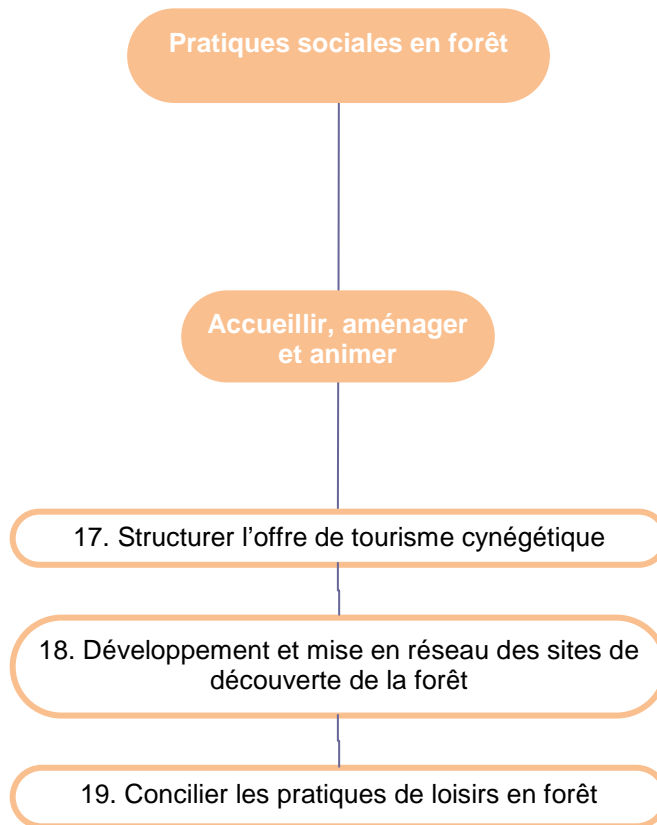 Pratiques sociales en forêt
Accueillir, aménager
et animer
17. Structurer l’offre de tourisme cynégétique
18. Développement et mise en réseau des sites de
découverte de la forêt
19. Concilier les pratiques de loisirs en forêt